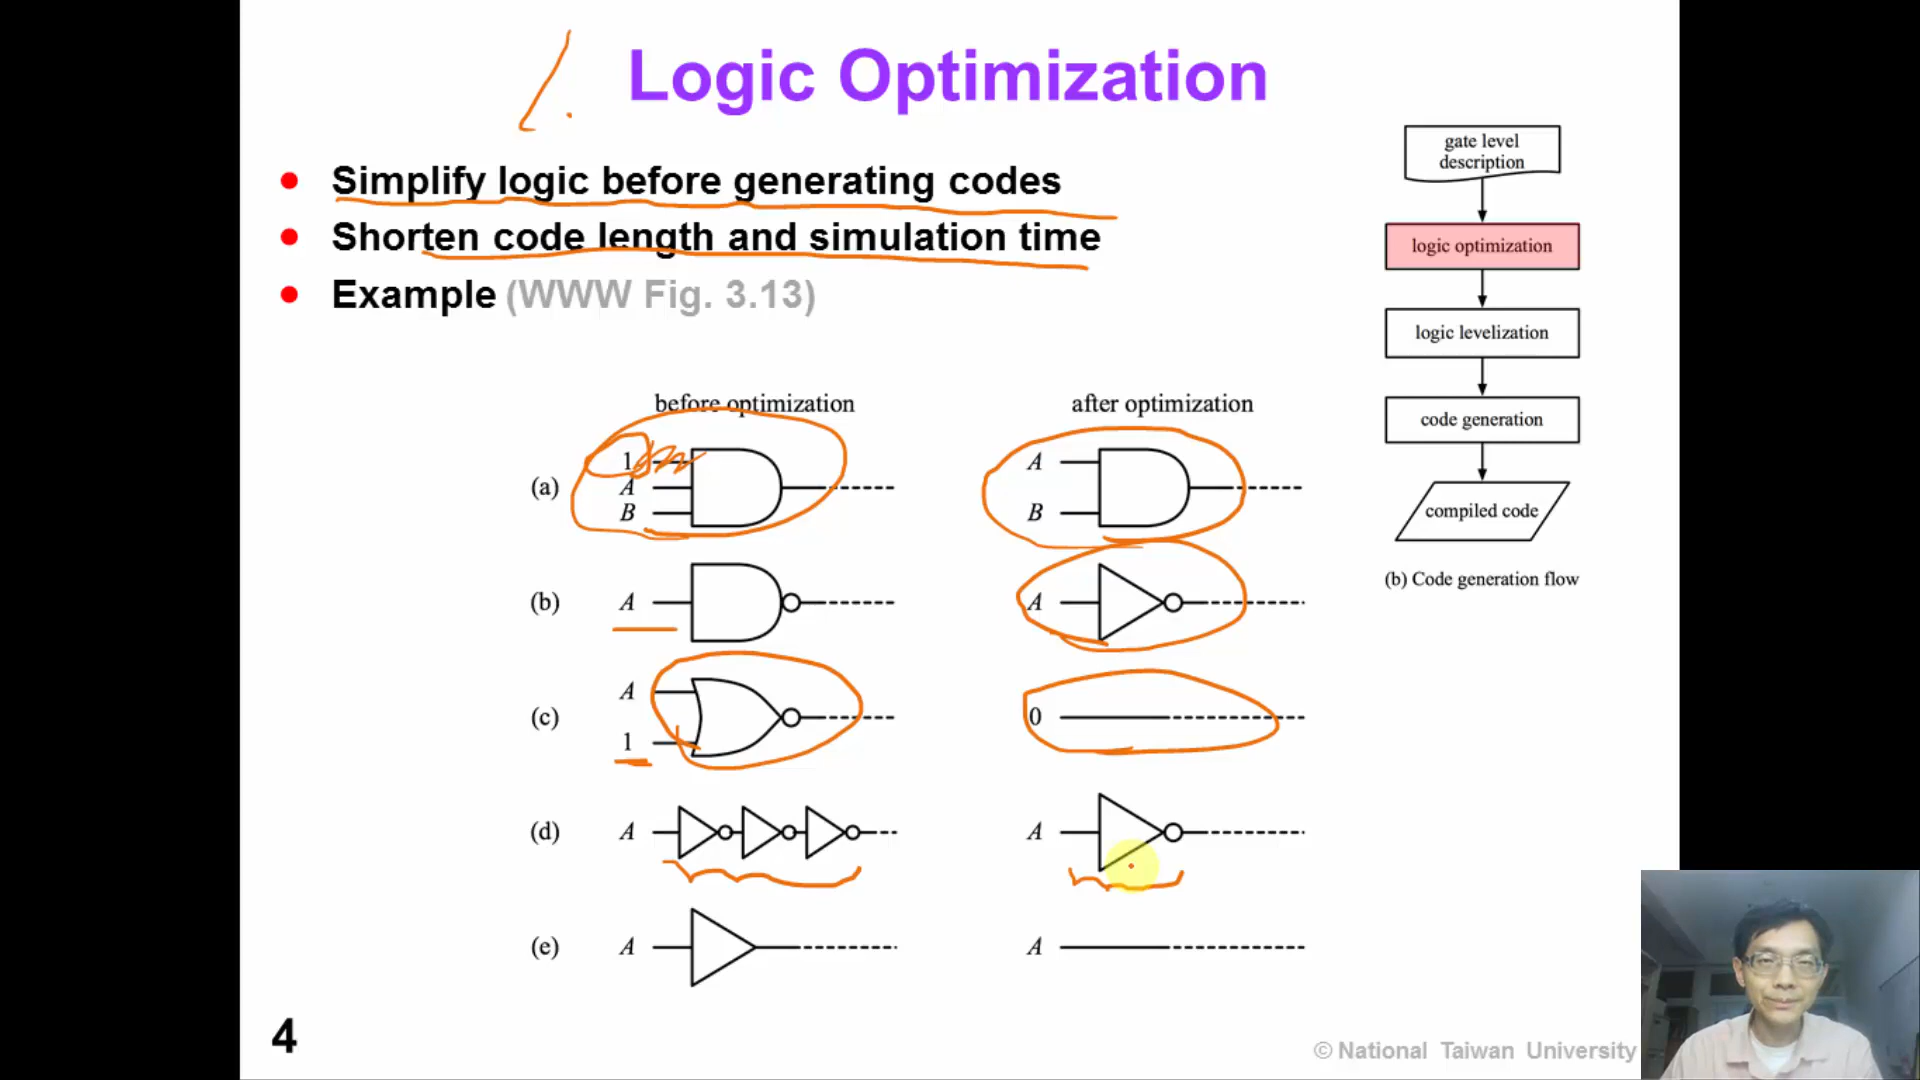 1.
Logic Optimization
Simplify logic before generating codes
Shorten code length and simulation time
Example (WWW Fig. 3.13)
before optimization
after optimization
(a)
1
A
B
A
B
(b)
A
A
(c)
A
1
0
(d)
A
A
(e)
A
A
gate level
description
logic optimization
logic levelization
code generation
compiled code
(b) Code generation flow
4
© National Taiwan University